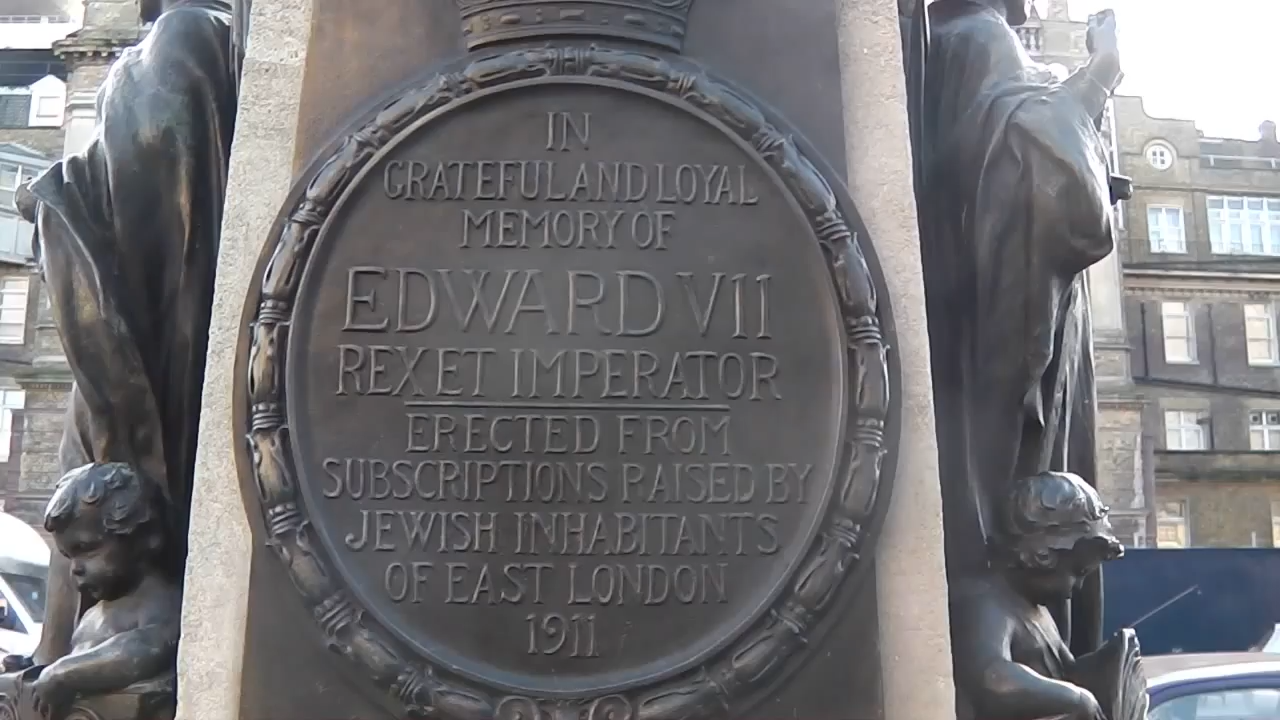 IN
GRATEFUL AND LOYAL
MEMORY OF
EDWARD VII
REX ET IMPERATOR
ERECTED FROM
SUBSCRIPTIONS RAISED BY
JEWISH INHABITANTS
OF EAST LONDON
1911